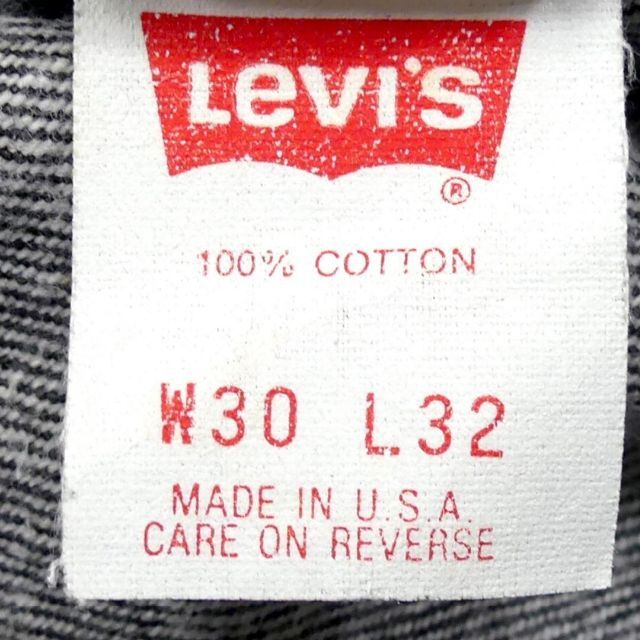 Levi's
®
100% COTTON
W30 L32
MADE IN U.S.A.
CARE ON REVERSE